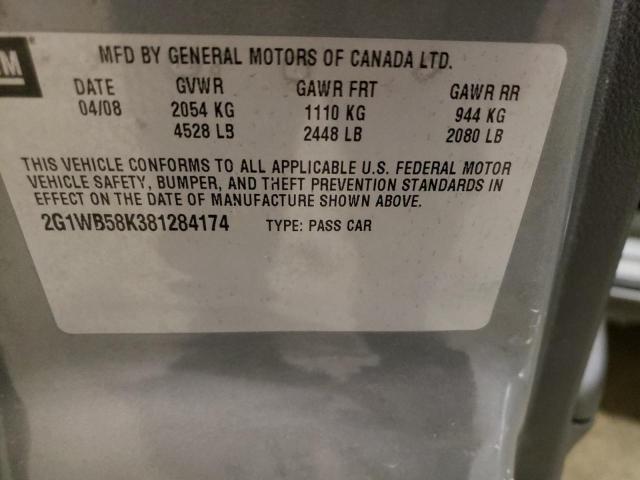 GM
MFD BY GENERAL MOTORS OF CANADA LTD.
DATE GVWR GAWR FRT GAWR RR
04/08 2054 KG 1110 KG 944 KG
4528 LB 2448 LB 2080 LB
THIS VEHICLE CONFORMS TO ALL APPLICABLE U.S. FEDERAL MOTOR
VEHICLE SAFETY, BUMPER, AND THEFT PREVENTION STANDARDS IN
EFFECT ON THE DATE OF MANUFACTURE SHOWN ABOVE.
2G1WB58K381284174 TYPE: PASS CAR